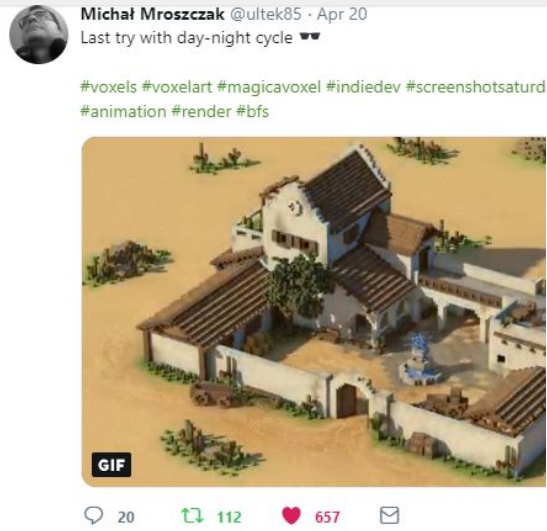 Michał Mroszczak @ultek85 · Apr 20
Last try with day-night cycle 🕶️
#voxels #voxelart #magicavoxel #indiedev #screenshotsaturd
#animation #render #bfs
GIF
20 112 657